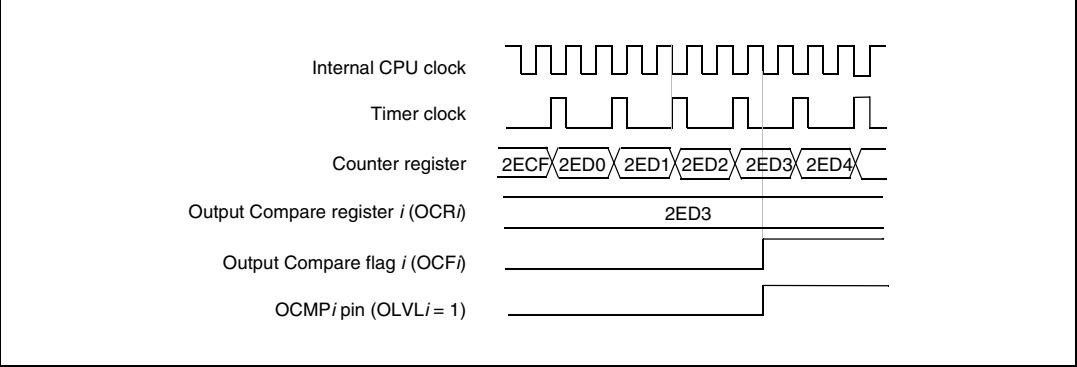 Internal CPU clock
Timer clock
Counter register 2ECF 2ED0 2ED1 2ED2 2ED3 2ED4
Output Compare register i (OCRi) 2ED3
Output Compare flag i (OCFi)
OCMPi pin (OLVLi = 1)